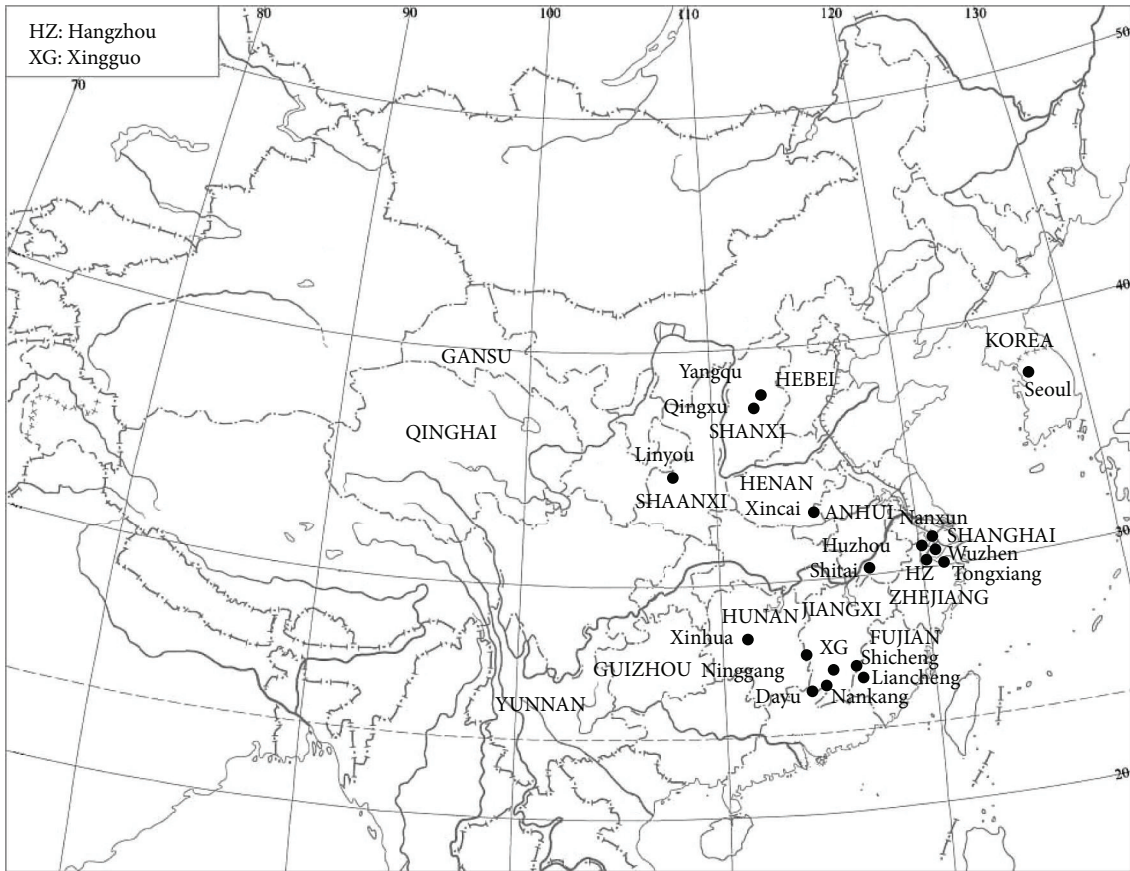 80
90
100
110
120
130
50
HZ: Hangzhou
XG: Xingguo
70
40
KOREA
GANSU
Yangqu
HEBEI
Seoul
Qingxu
QINGHAI
SHANXI
Linyou
HENAN
SHAANXI
Xincai
ANHUI
Nanxun
30
SHANGHAI
Huzhou
Wuzhen
Shitai
HZ
Tongxiang
ZHEJIANG
HUNAN
JIANGXI
Xinhua
XG
FUJIAN
Shicheng
GUIZHOU
Ninggang
Liancheng
YUNNAN
Dayu
Nankang
20